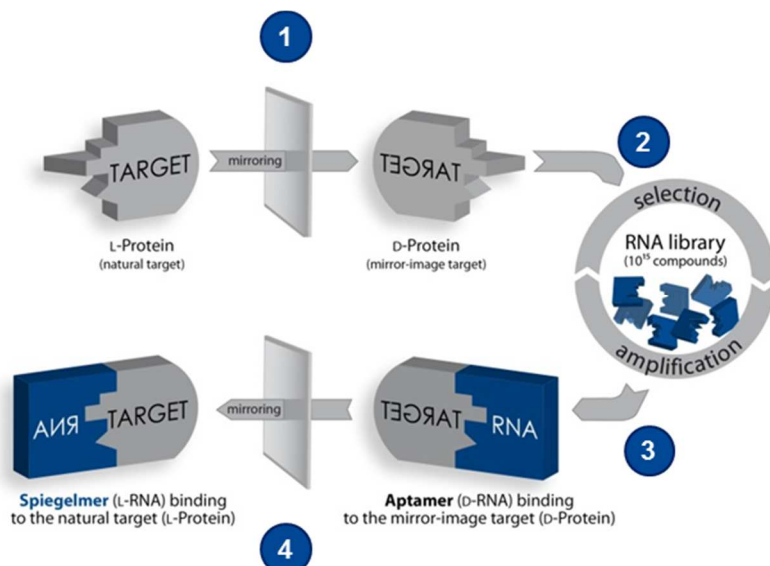 1
TARGET
mirroring
TARGET
2
L-Protein
(natural target)
D-Protein
(mirror-image target)
selection
RNA library
(10¹⁵ compounds)
amplification
RNA
TARGET
mirroring
TARGET
RNA
3
Spiegelmer (L-RNA) binding
to the natural target (L-Protein)
Aptamer (D-RNA) binding
to the mirror-image target (D-Protein)
4